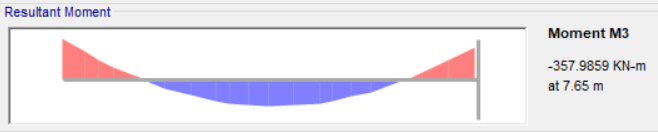 Resultant Moment
Moment M3
-357.9859 KN-m
at 7.65 m